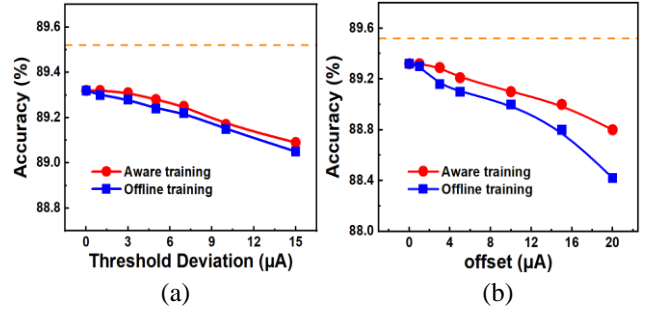 Accuracy (%)
89.6
89.4
89.2
89.0
88.8
Aware training
Offline training
0 3 6 9 12 15
Threshold Deviation (μA)
(a)
Accuracy (%)
89.6
89.2
88.8
88.4
88.0
Aware training
Offline training
0 4 8 12 16 20
offset (μA)
(b)